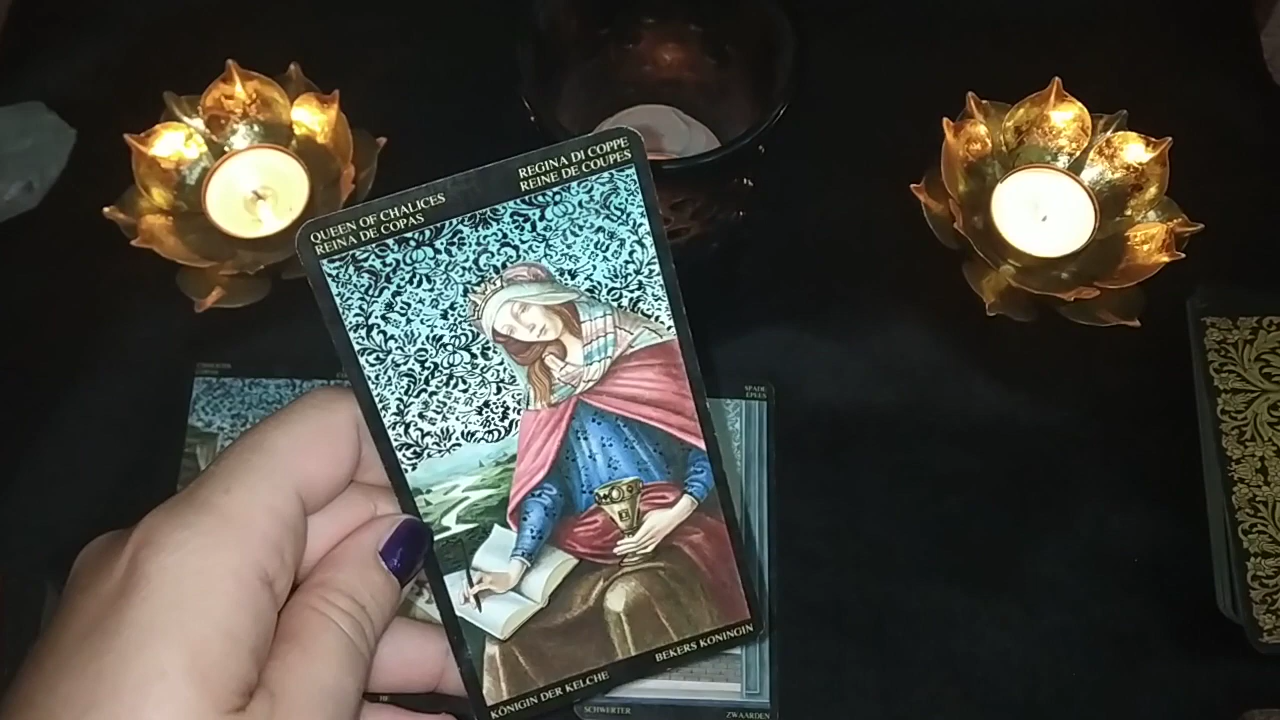 QUEEN OF CHALICES
REINA DE COPAS
REGINA DI COPPE
REINE DE COUPES
KÖNIGIN DER KELCHE
BEKERS KONINGIN
SPADE
ÉPÉES
SCHWERTER
ZWAARDEN